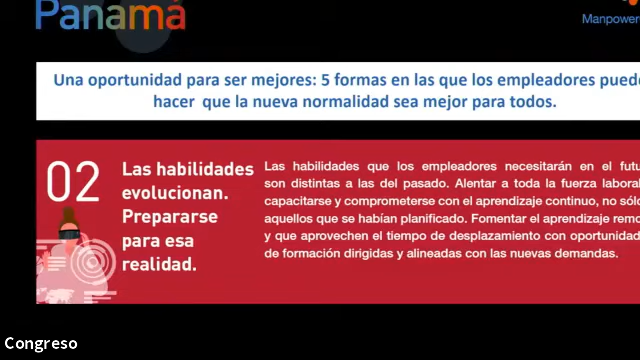 Panamá
Manpower
Una oportunidad para ser mejores: 5 formas en las que los empleadores puede
hacer que la nueva normalidad sea mejor para todos.
02
Las habilidades
evolucionan.
Prepararse
para esa
realidad.
Las habilidades que los empleadores necesitarán en el futu
son distintas a las del pasado. Alentar a toda la fuerza labora
capacitarse y comprometerse con el aprendizaje continuo, no sólo
aquellos que se habían planificado. Fomentar el aprendizaje remo
y que aprovechen el tiempo de desplazamiento con oportunidad
de formación dirigidas y alineadas con las nuevas demandas.
Congreso